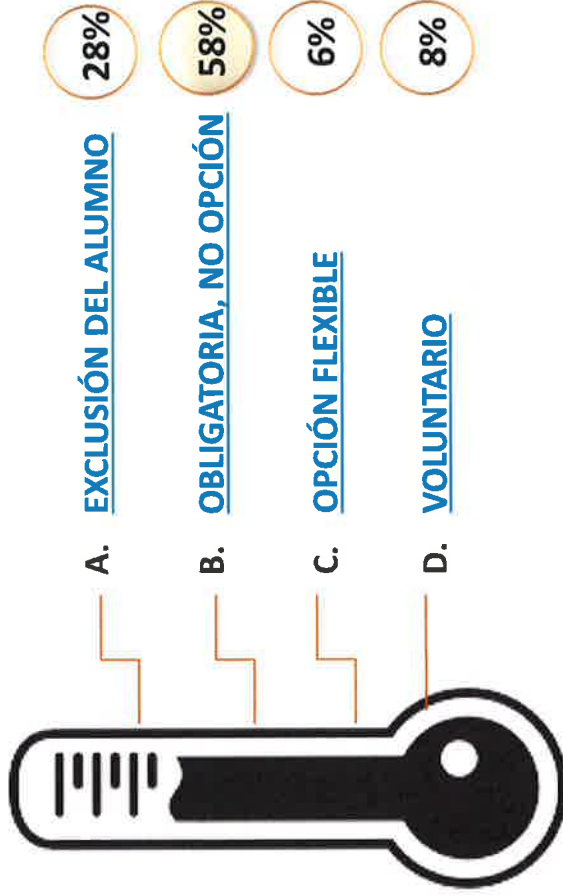 A. EXCLUSIÓN DEL ALUMNO 28%
B. OBLIGATORIA, NO OPCIÓN 58%
C. OPCIÓN FLEXIBLE 6%
D. VOLUNTARIO 8%